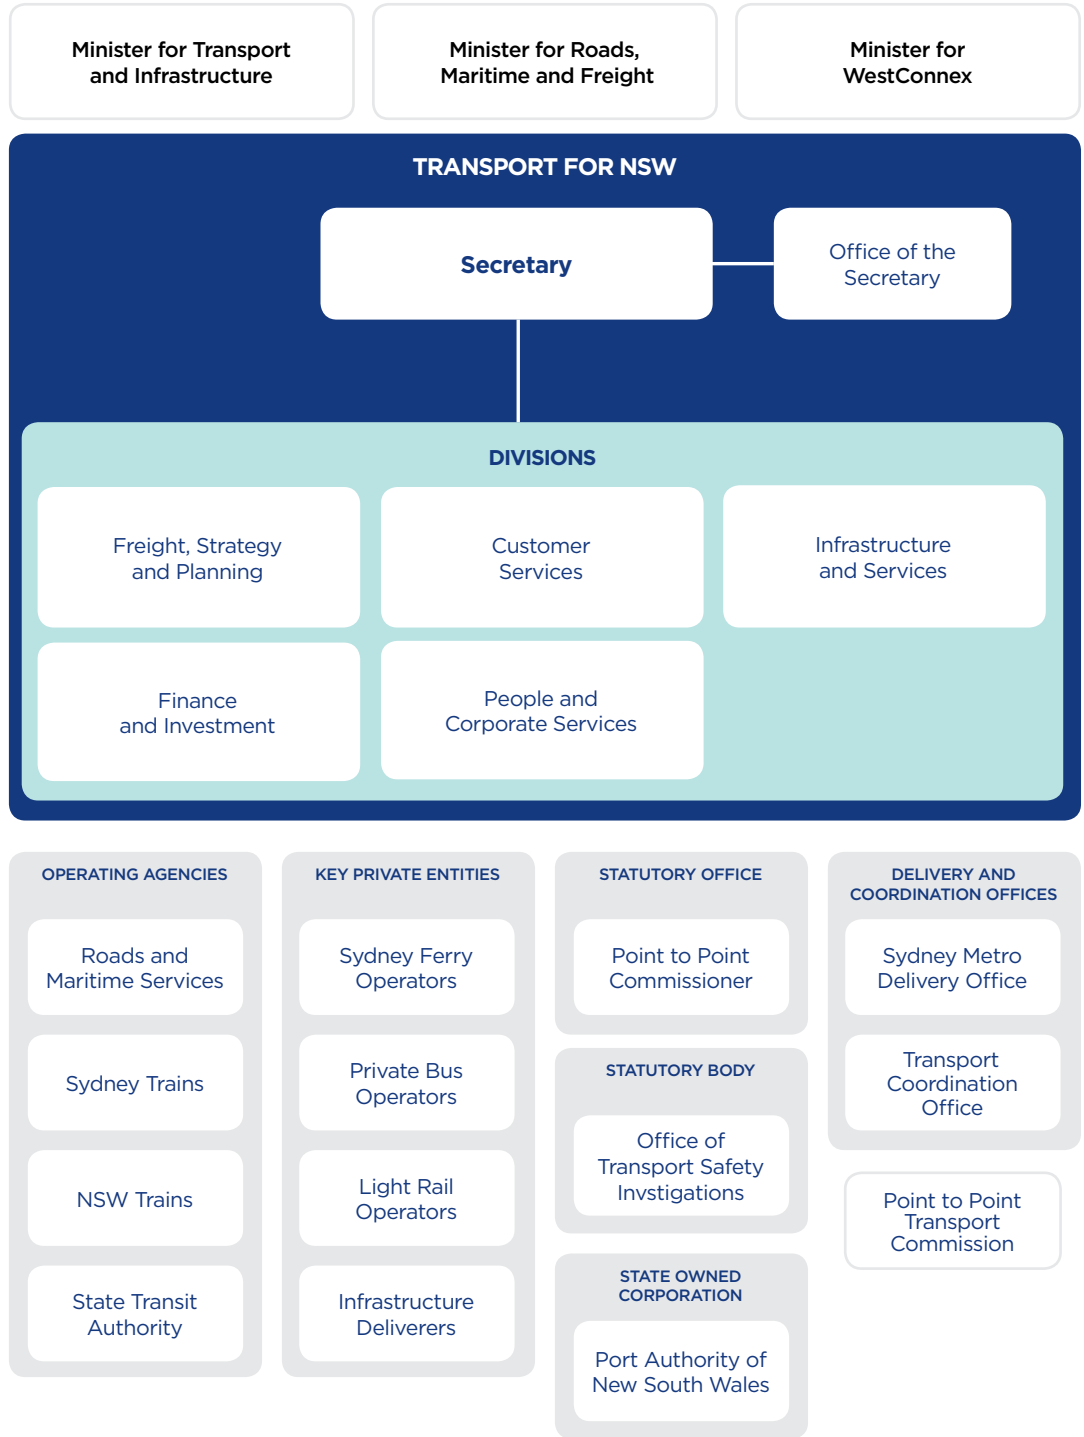 Minister for Transport
and Infrastructure
Minister for Roads,
Maritime and Freight
Minister for
WestConnex
TRANSPORT FOR NSW
Secretary
Office of the
Secretary
DIVISIONS
Freight, Strategy
and Planning
Customer
Services
Infrastructure
and Services
Finance
and Investment
People and
Corporate Services
OPERATING AGENCIES
Roads and
Maritime Services
Sydney Trains
NSW Trains
State Transit
Authority
KEY PRIVATE ENTITIES
Sydney Ferry
Operators
Private Bus
Operators
Light Rail
Operators
Infrastructure
Deliverers
STATUTORY OFFICE
Point to Point
Commissioner
STATUTORY BODY
Office of
Transport Safety
Invstigations
STATE OWNED
CORPORATION
Port Authority of
New South Wales
DELIVERY AND
COORDINATION OFFICES
Sydney Metro
Delivery Office
Transport
Coordination
Office
Point to Point
Transport
Commission